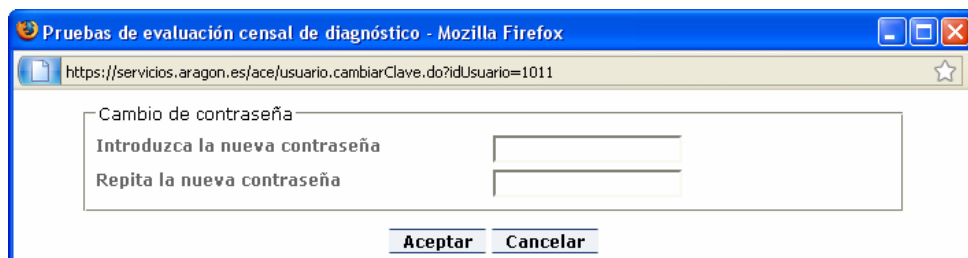 Pruebas de evaluación censal de diagnóstico - Mozilla Firefox
https://servicios.aragon.es/ace/usuario.cambiarClave.do?idUsuario=1011
Cambio de contraseña
Introduzca la nueva contraseña
Repita la nueva contraseña
Aceptar Cancelar